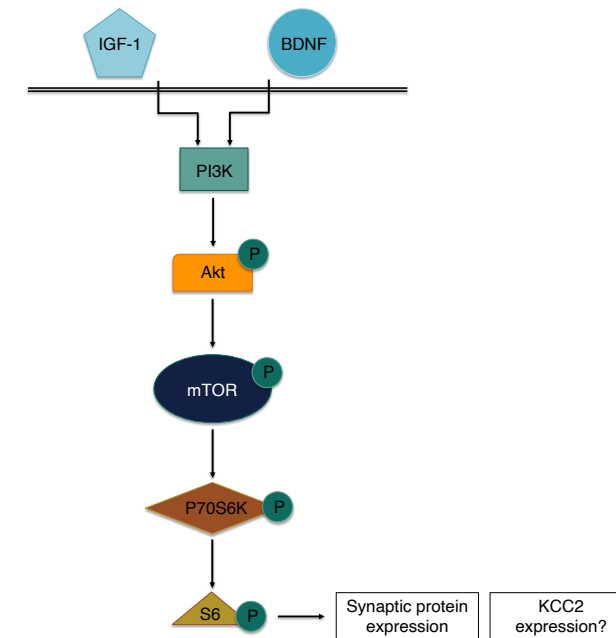 IGF-1
BDNF
PI3K
P
Akt
P
mTOR
P70S6K
P
S6
P
Synaptic protein
expression
KCC2
expression?